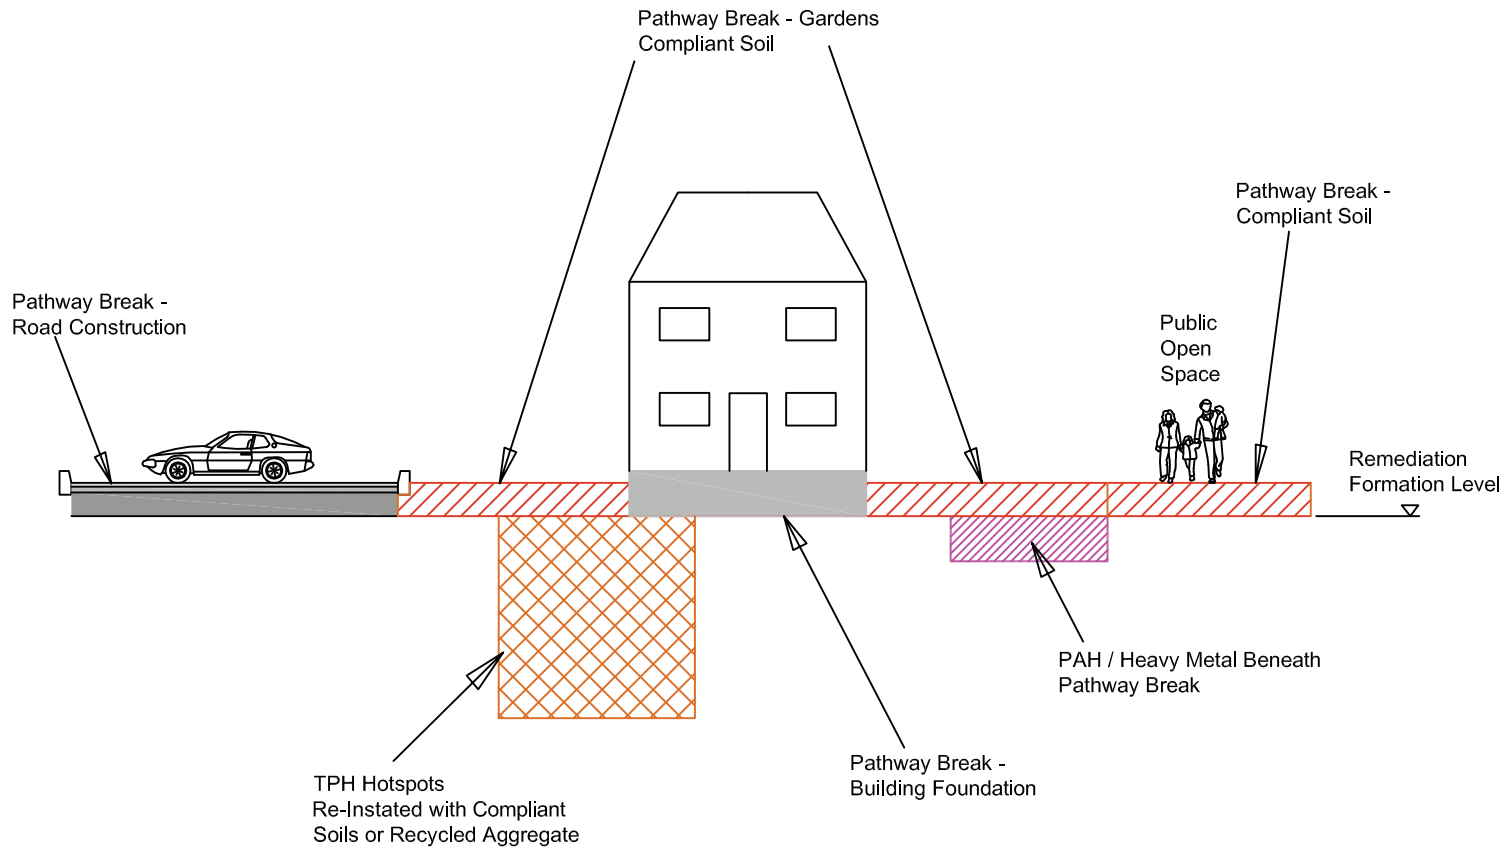 Pathway Break - Gardens
Compliant Soil
Pathway Break -
Compliant Soil
Pathway Break -
Road Construction
Public
Open
Space
Remediation
Formation Level
PAH / Heavy Metal Beneath
Pathway Break
Pathway Break -
Building Foundation
TPH Hotspots
Re-Instated with Compliant
Soils or Recycled Aggregate